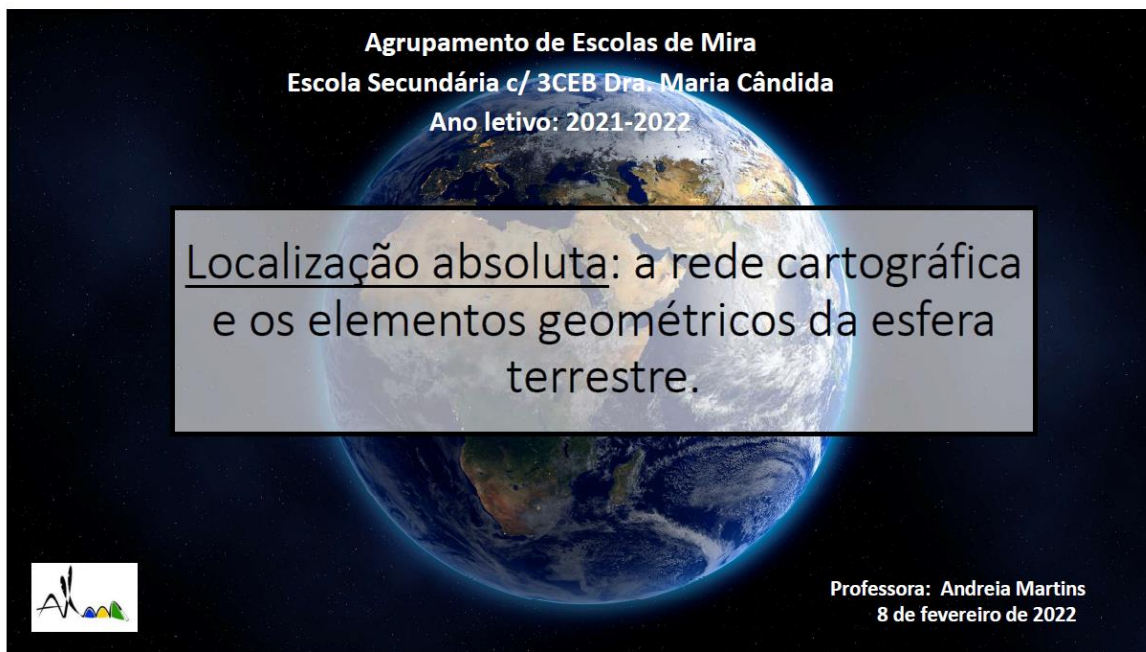 Agrupamento de Escolas de Mira
Escola Secundária c/ 3CEB Dra. Maria Cândida
Ano letivo: 2021-2022
Localização absoluta: a rede cartográfica
e os elementos geométricos da esfera
terrestre.
Professora: Andreia Martins
8 de fevereiro de 2022